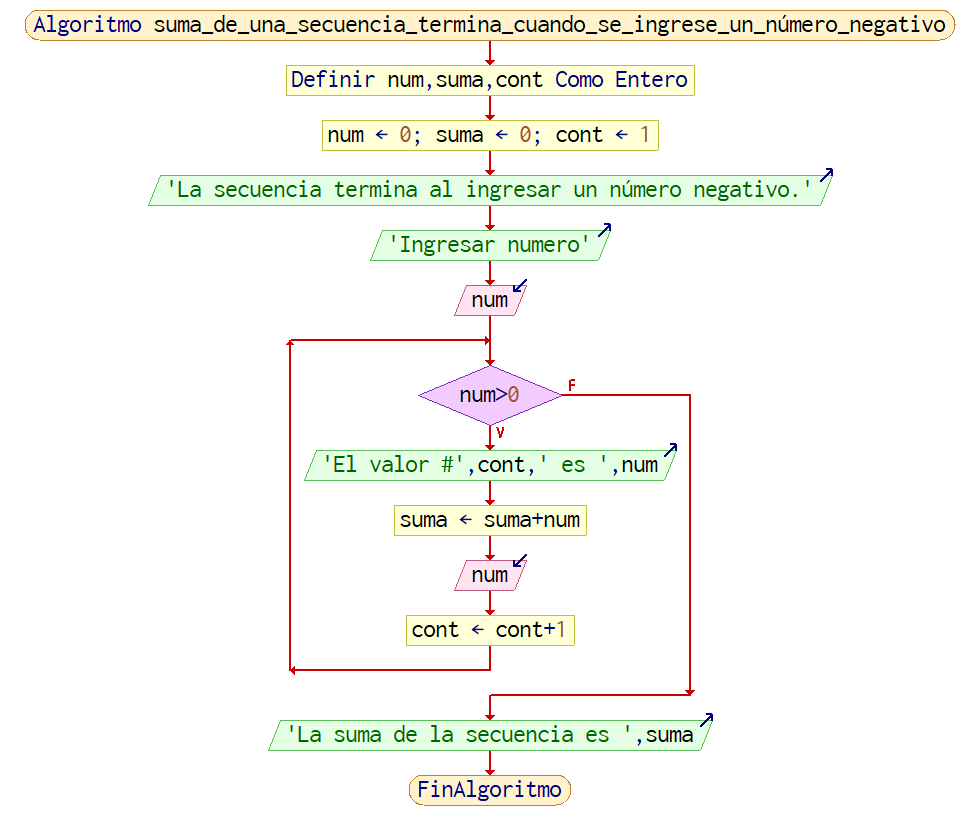 Algoritmo suma_de_una_secuencia_termina_cuando_se_ingrese_un_número_negativo
Definir num,suma,cont Como Entero
num ← 0; suma ← 0; cont ← 1
'La secuencia termina al ingresar un número negativo.'
'Ingresar numero'
num
num>0
F
V
'El valor #',cont,' es ',num
suma ← suma+num
num
cont ← cont+1
'La suma de la secuencia es ',suma
FinAlgoritmo